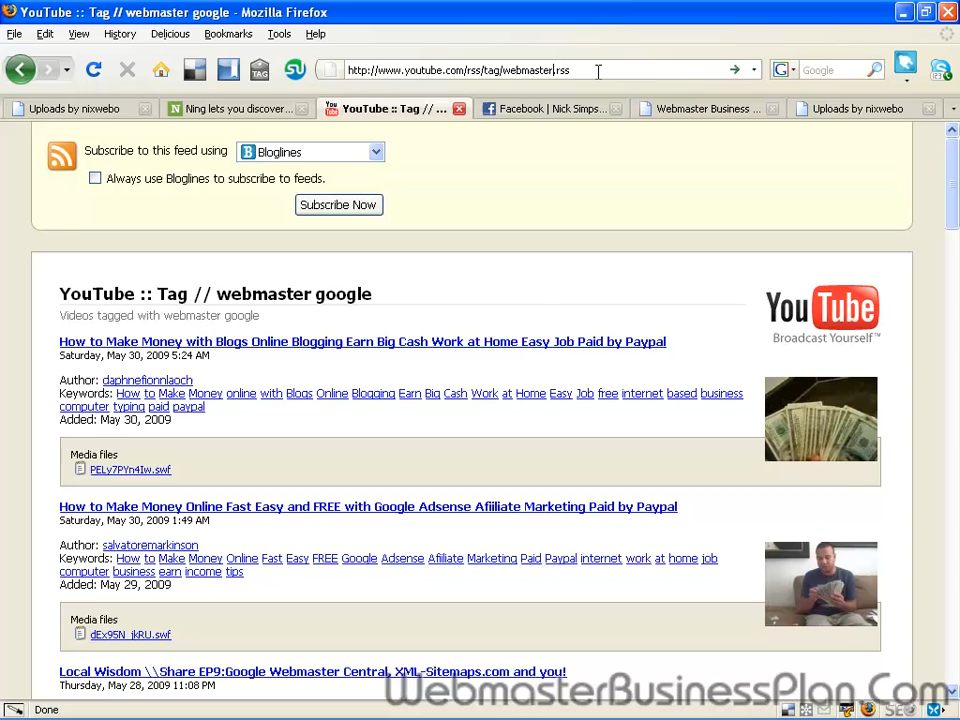 YouTube :: Tag // webmaster google - Mozilla Firefox
File Edit View History Delicious Bookmarks Tools Help
TAG http://www.youtube.com/rss/tag/webmaster.rss G Google
Uploads by nixwebo N Ning lets you discover... You Tube YouTube :: Tag // ... Facebook | Nick Simps... Webmaster Business ... Uploads by nixwebo
Subscribe to this feed using B Bloglines
Always use Bloglines to subscribe to feeds.
Subscribe Now
YouTube :: Tag // webmaster google
Videos tagged with webmaster google
You Tube
Broadcast Yourself™
How to Make Money with Blogs Online Blogging Earn Big Cash Work at Home Easy Job Paid by Paypal
Saturday, May 30, 2009 5:24 AM
Author: daphnefionnlaoch
Keywords: How to Make Money online with Blogs Online Blogging Earn Big Cash Work at Home Easy Job free internet based business
computer typing paid paypal
Added: May 30, 2009
Media files
PELy7PYn4Iw.swf
How to Make Money Online Fast Easy and FREE with Google Adsense Afiiliate Marketing Paid by Paypal
Saturday, May 30, 2009 1:49 AM
Author: salvatoremarkinson
Keywords: How to Make Money Online Fast Easy FREE Google Adsense Afiliate Marketing Paid Paypal internet work at home job
computer business earn income tips
Added: May 29, 2009
Media files
dEx95N_jkRU.swf
Local Wisdom \\Share EP9:Google Webmaster Central, XML-Sitemaps.com and you!
Thursday, May 28, 2009 11:08 PM
WebmasterBusinessPlan.Com
Done